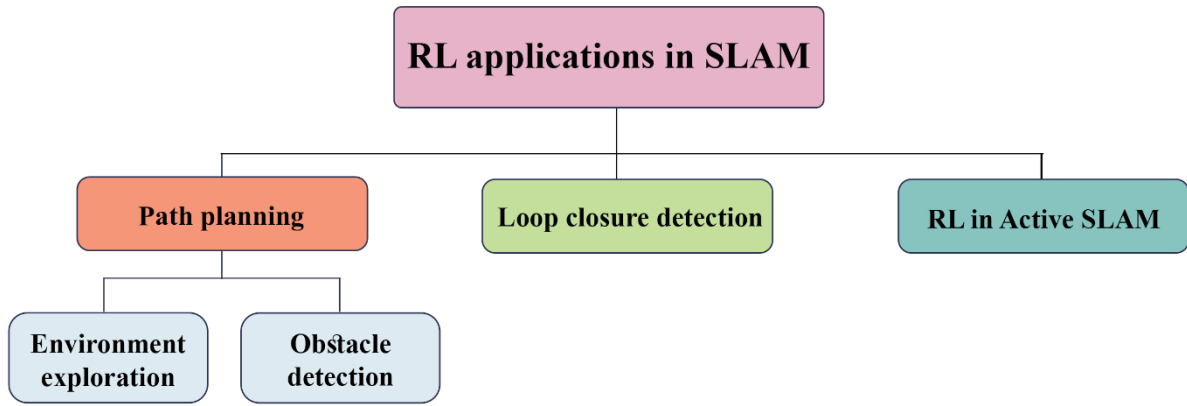 RL applications in SLAM
Path planning
Loop closure detection
RL in Active SLAM
Environment
exploration
Obstacle
detection